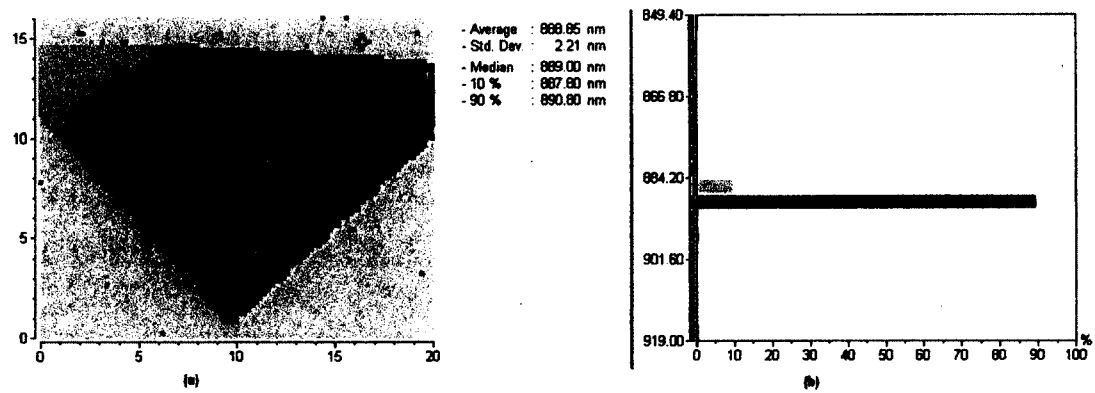 15
10
5
0
0 5 10 15 20
(a)
- Average : 888.85 nm
- Std. Dev : 2.21 nm
- Median : 889.00 nm
- 10 % : 887.80 nm
- 90 % : 890.80 nm
849.40
866.80
884.20
901.60
919.00
0 10 20 30 40 50 60 70 80 90 100 %
(b)